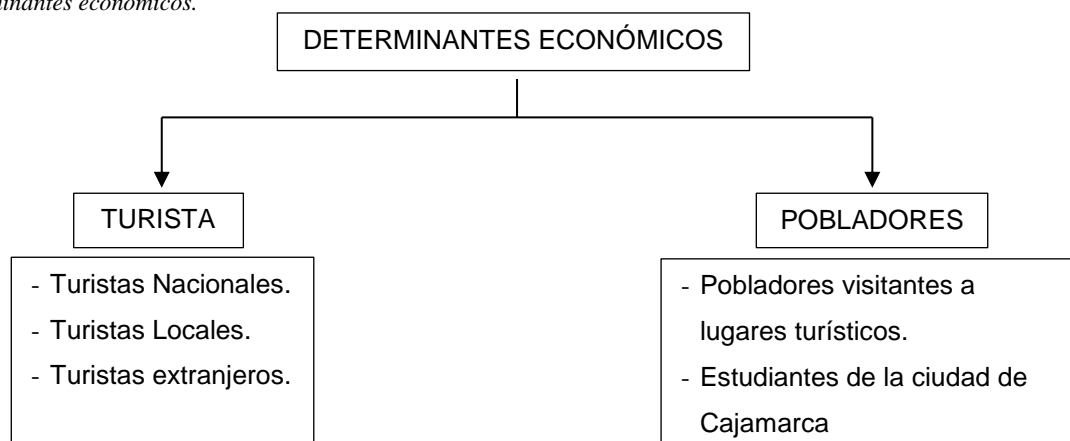 económicos.
DETERMINANTES ECONÓMICOS
TURISTA
- Turistas Nacionales.
- Turistas Locales.
- Turistas extranjeros.
POBLADORES
- Pobladores visitantes a
lugares turísticos.
- Estudiantes de la ciudad de
Cajamarca